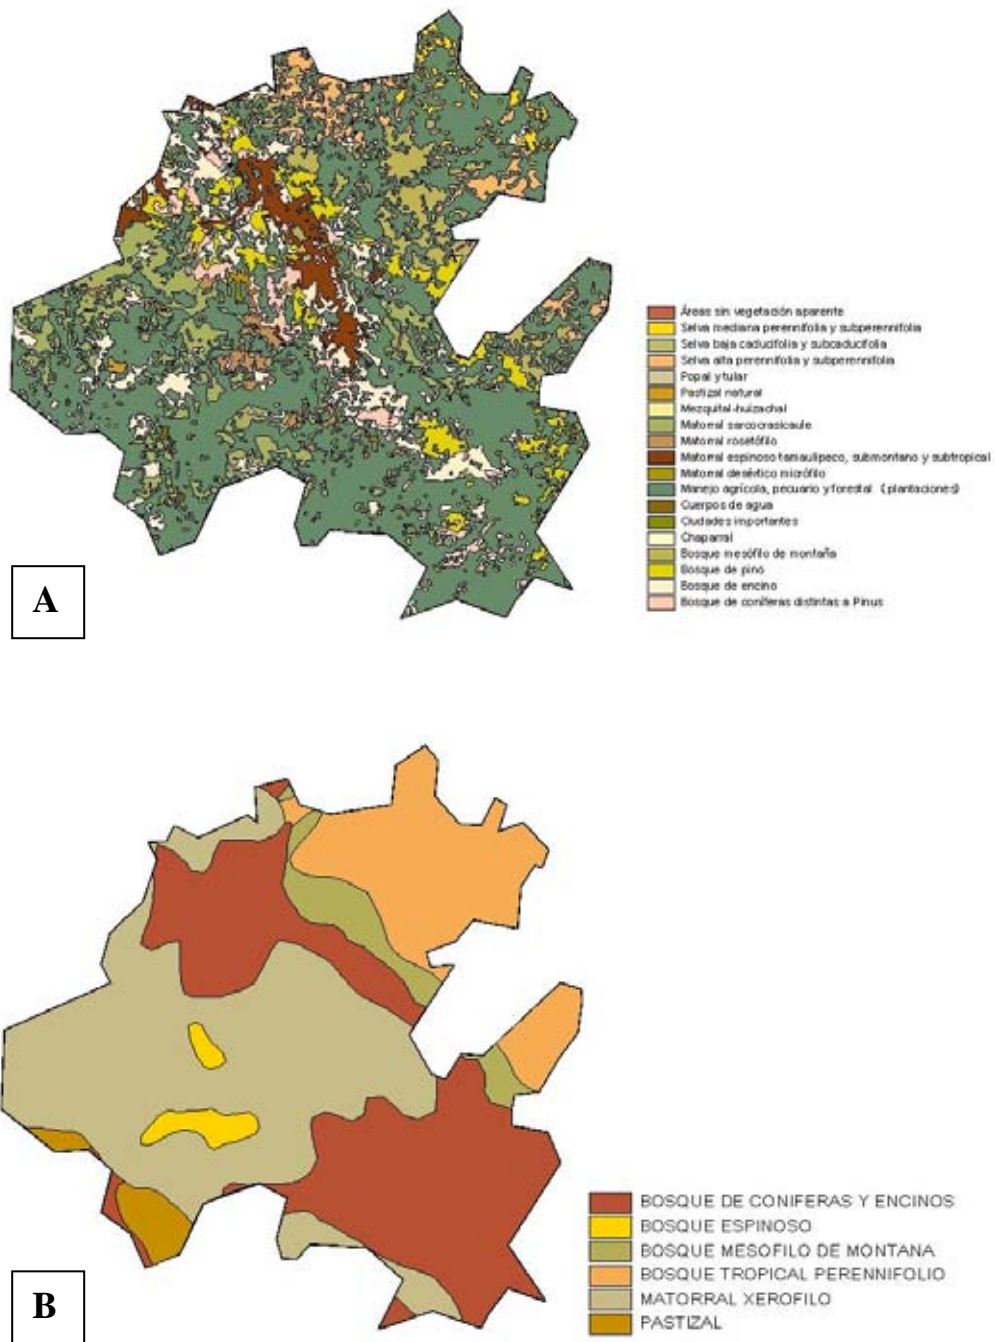 Áreas sin vegetación aparente
Selva mediana perennifolia y subperennifolia
Selva baja caducifolia y subcaducifolia
Selva alta perennifolia y subperennifolia
Popal y tular
Pastizal natural
Mezquital-huizachal
Matorral sarcocrasicaule
Matorral rosetófilo
Matorral espinoso tamaulipeco, submontano y subtropical
Matorral desértico micrófilo
Manejo agrícola, pecuario y forestal (plantaciones)
Cuerpos de agua
Ciudades importantes
Chaparral
Bosque mesófilo de montaña
Bosque de pino
Bosque de encino
Bosque de coníferas distintas a Pinus
A
BOSQUE DE CONIFERAS Y ENCINOS
BOSQUE ESPINOSO
BOSQUE MESOFILO DE MONTANA
BOSQUE TROPICAL PERENNIFOLIO
MATORRAL XEROFILO
PASTIZAL
B